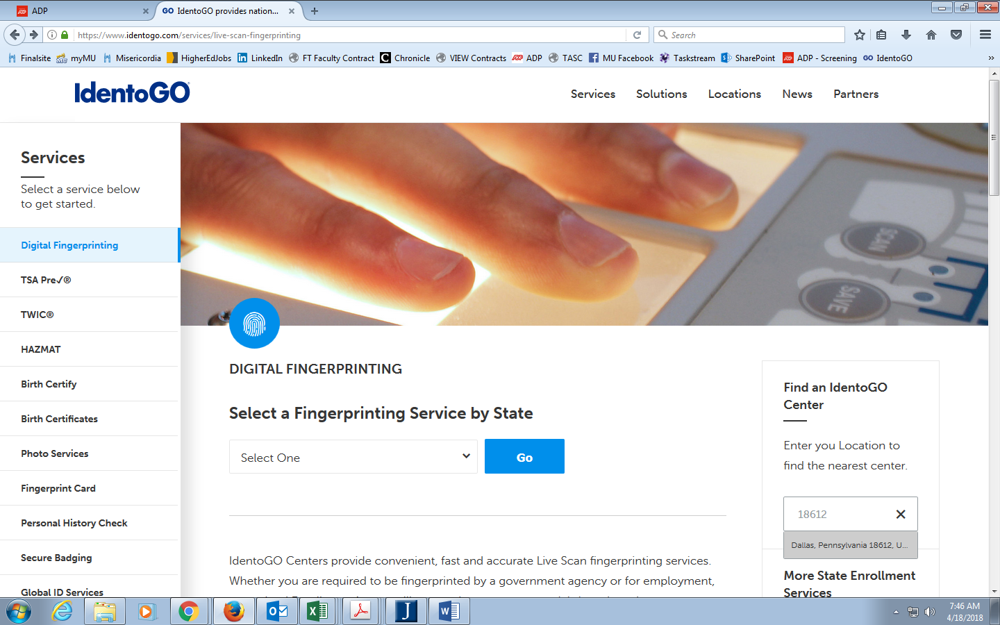 ADP
GO IdentoGO provides nation...
https://www.identogo.com/services/live-scan-fingerprinting
Search
Finalsite myMU Misericordia HigherEdJobs LinkedIn FT Faculty Contract Chronicle VIEW Contracts ADP TASC MU Facebook Taskstream SharePoint ADP - Screening GO IdentoGO »
IdentoGO
Services Solutions Locations News Partners
Services
Select a service below
to get started.
Digital Fingerprinting
TSA Pre✓®
TWIC®
HAZMAT
Birth Certify
Birth Certificates
Photo Services
Fingerprint Card
Personal History Check
Secure Badging
Global ID Services
SCAN
SAVE
DIGITAL FINGERPRINTING
Select a Fingerprinting Service by State
Select One
Go
IdentoGO Centers provide convenient, fast and accurate Live Scan fingerprinting services.
Whether you are required to be fingerprinted by a government agency or for employment,
Find an IdentoGO
Center
Enter you Location to
find the nearest center.
18612
Dallas, Pennsylvania 18612, U...
More State Enrollment
Services
7:46 AM
4/18/2018